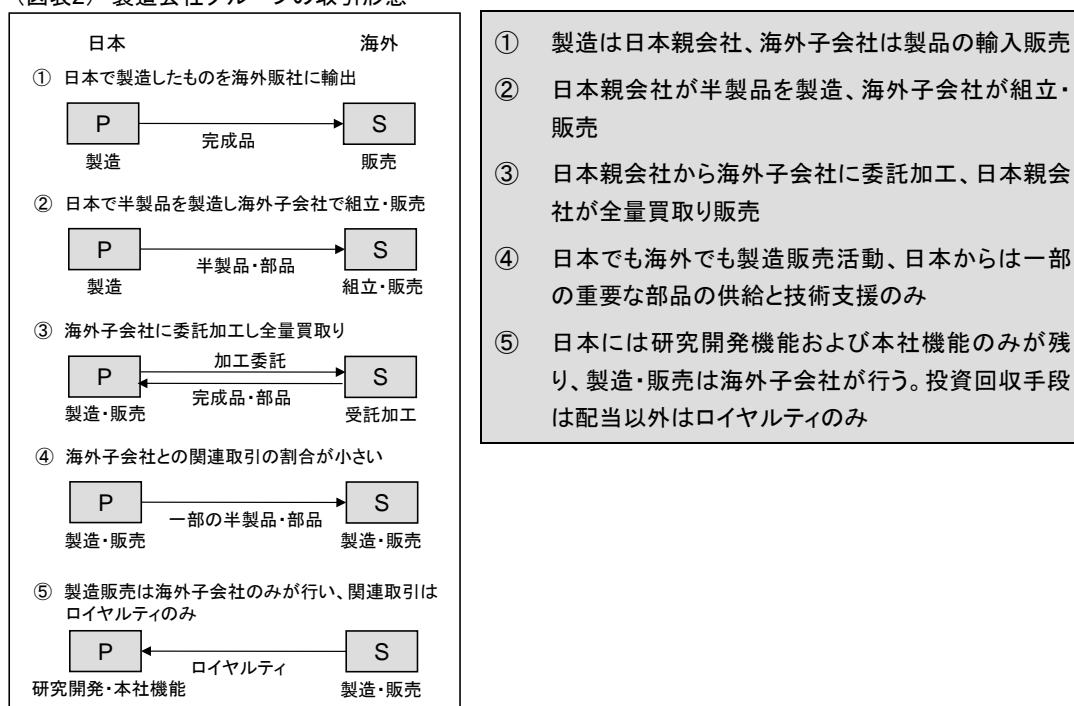 (図表2) 製造会社グループの取引形態
日本 海外
① 日本で製造したものを海外販社に輸出
P S
完成品
製造 販売
② 日本で半製品を製造し海外子会社で組立・販売
P S
半製品・部品
製造 組立・販売
③ 海外子会社に委託加工し全量買取り
加工委託
P S
完成品・部品
製造・販売 受託加工
④ 海外子会社との関連取引の割合が小さい
P S
一部の半製品・部品
製造・販売 製造・販売
⑤ 製造販売は海外子会社のみが行い、関連取引は
ロイヤルティのみ
P S
ロイヤルティ
研究開発・本社機能 製造・販売
① 製造は日本親会社、海外子会社は製品の輸入販売
② 日本親会社が半製品を製造、海外子会社が組立・
販売
③ 日本親会社から海外子会社に委託加工、日本親会
社が全量買取り販売
④ 日本でも海外でも製造販売活動、日本からは一部
の重要な部品の供給と技術支援のみ
⑤ 日本には研究開発機能および本社機能のみが残
り、製造・販売は海外子会社が行う。投資回収手段
は配当以外はロイヤルティのみ